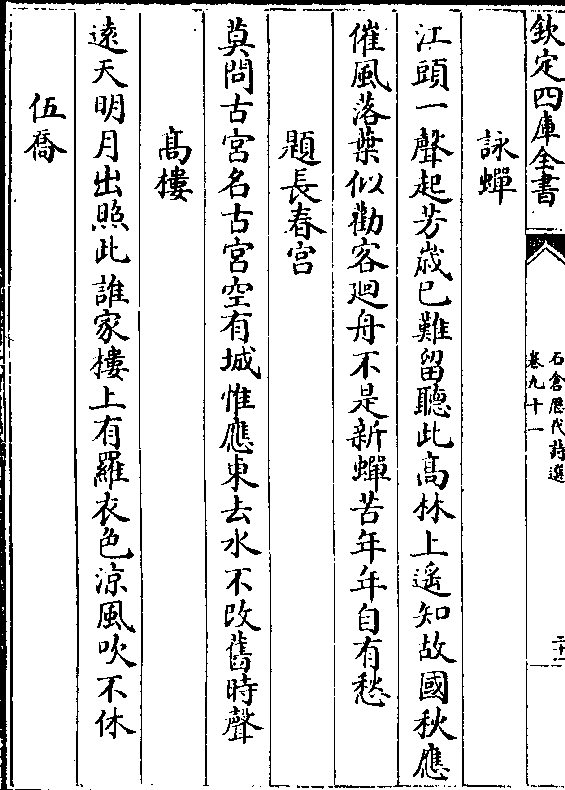 欽定四庫全書
石倉歴代詩選
卷九十一
二十二
詠蟬
江頭一聲起芳嵗已難留聽此髙林上遙知故國秋應
催風落葉似勸客廻舟不是新蟬苦年年自有愁
題長春宫
莫問古宫名古宫空有城惟應東去水不改舊時聲
髙樓
遠天明月出照此誰家樓上有羅衣色涼風吹不休
伍喬